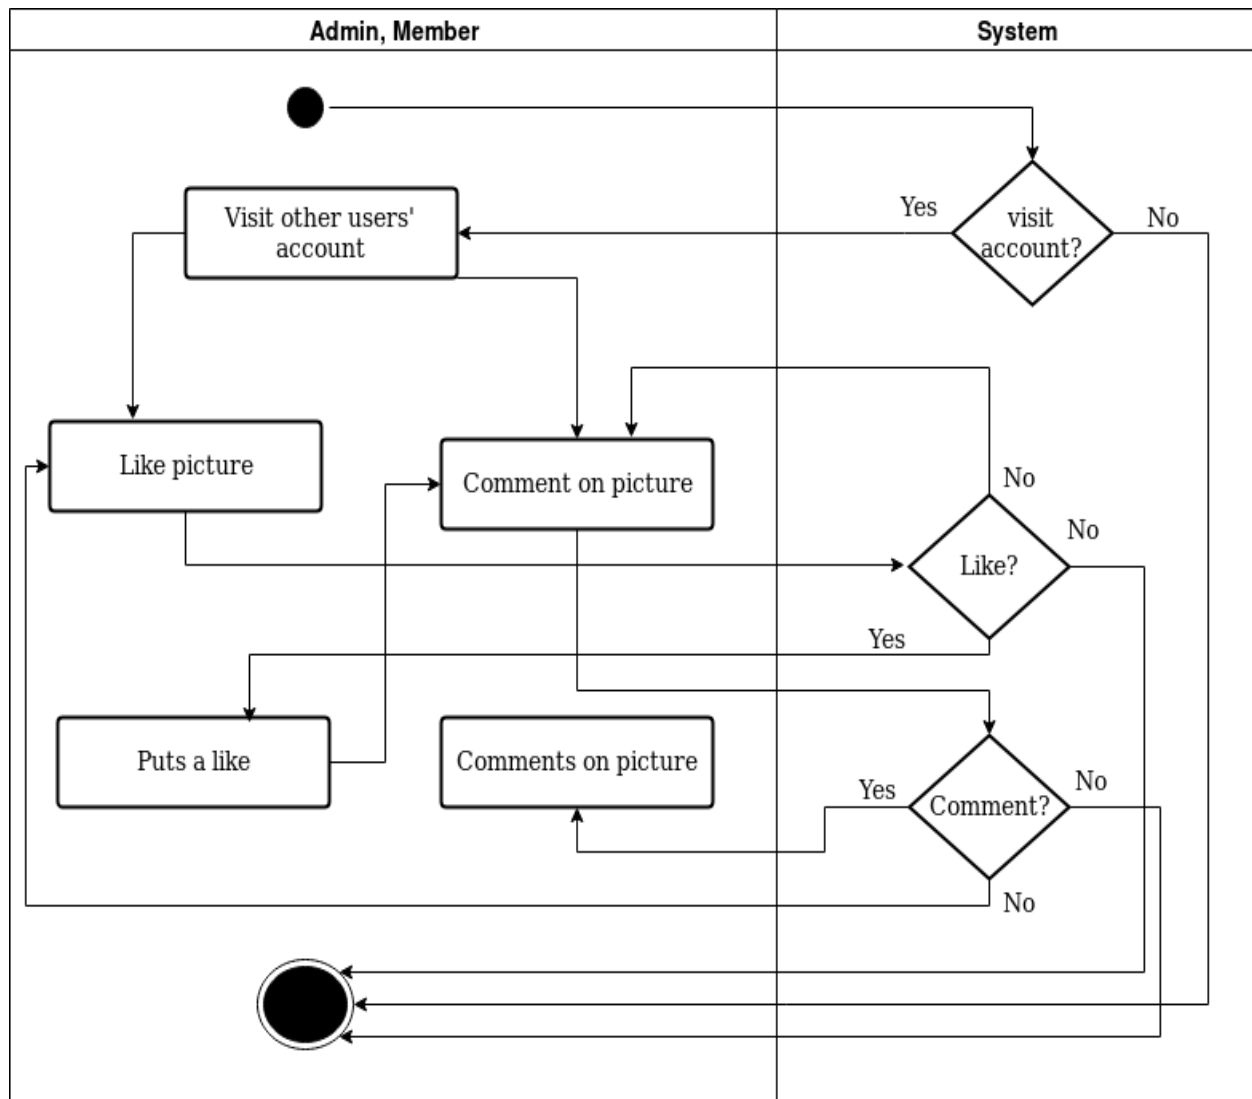 Admin, Member
System
Visit other users'
account
Yes
visit
account?
No
Like picture
Comment on picture
No
No
Like?
Yes
Puts a like
Comments on picture
Yes
Comment?
No
No